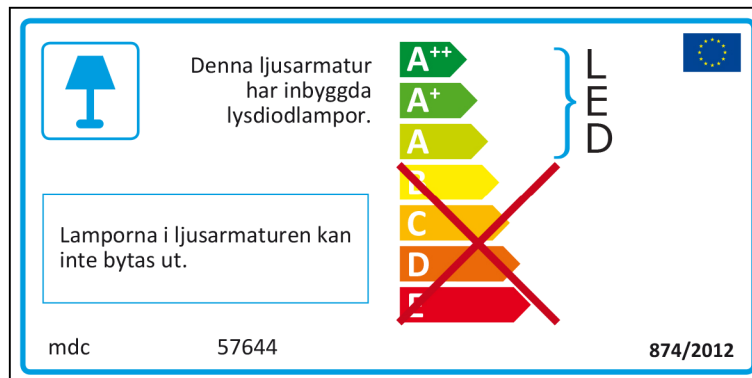 Denna ljusarmatur
har inbyggda
lysdiodlampor.
A++
A+
A
B
C
D
E
L
E
D
Lamporna i ljusarmaturen kan
inte bytas ut.
mdc 57644
874/2012